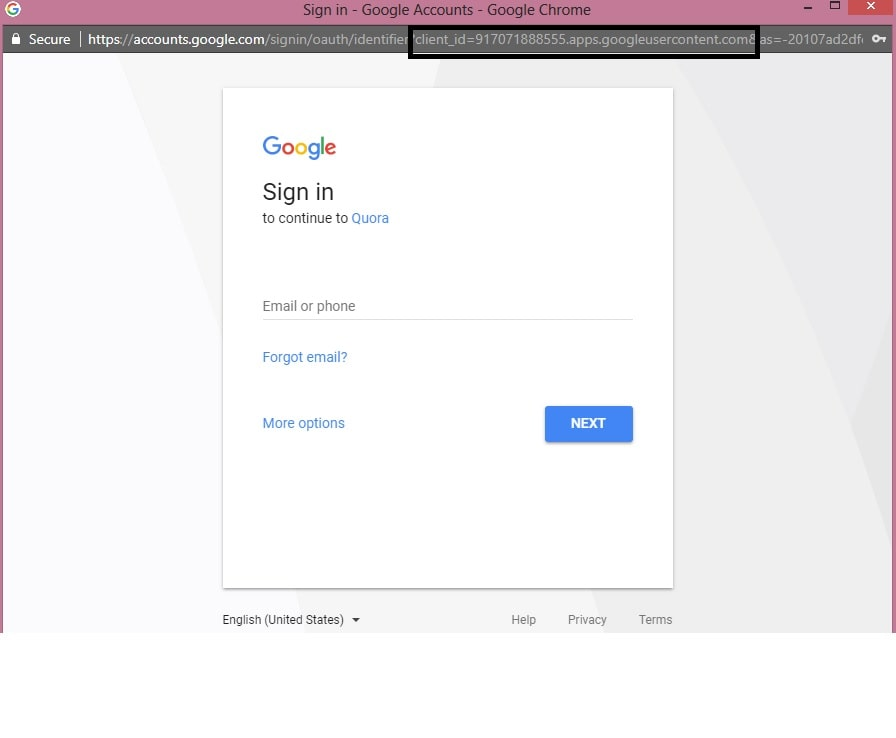 Sign in - Google Accounts - Google Chrome
Secure | https://accounts.google.com/signin/oauth/identifier?client_id=917071888555.apps.googleusercontent.com&as=-20107ad2dfc
Google
Sign in
to continue to Quora
Email or phone
Forgot email?
More options NEXT
English (United States) Help Privacy Terms